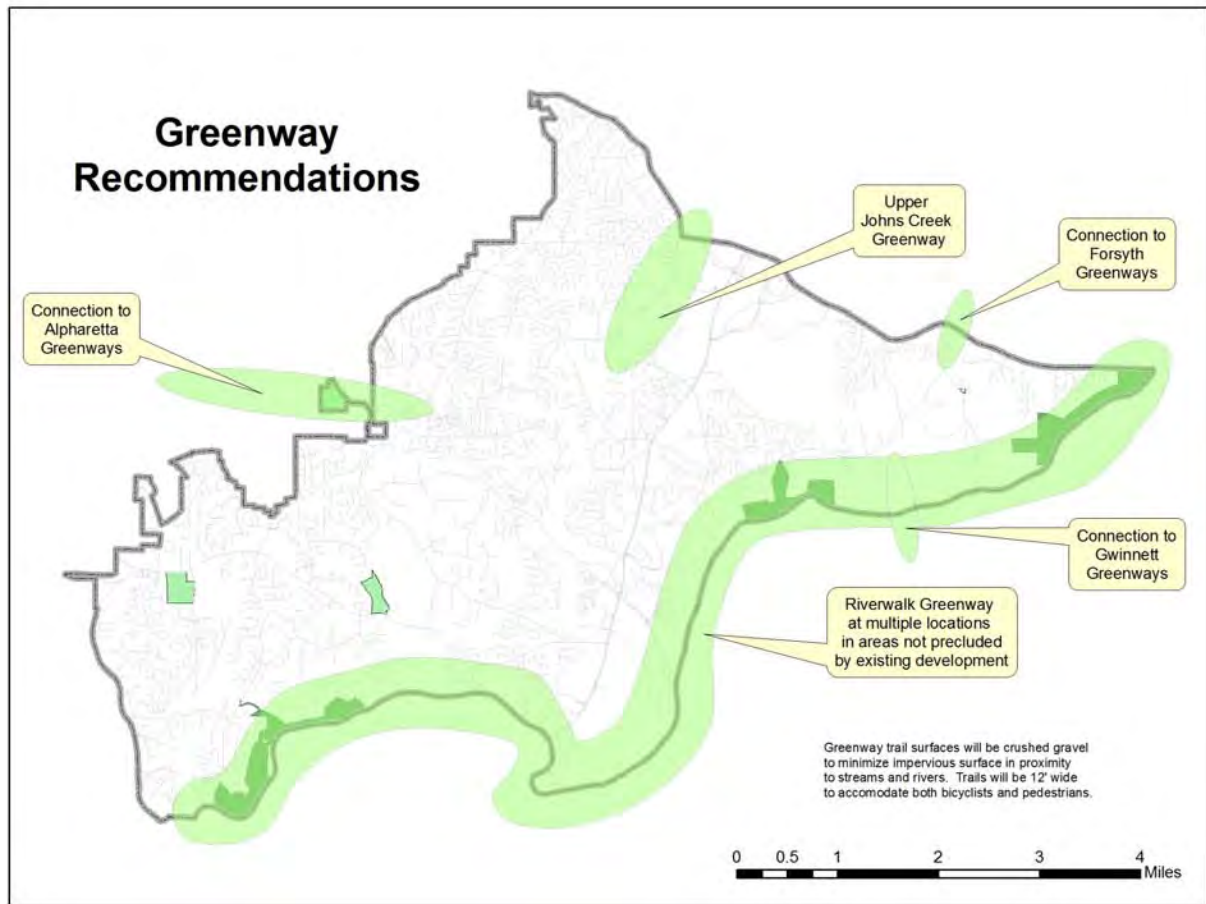 Greenway
Recommendations
Upper
Johns Creek
Greenway
Connection to
Forsyth
Greenways
Connection to
Alpharetta
Greenways
Connection to
Gwinnett
Greenways
Riverwalk Greenway
at multiple locations
in areas not precluded
by existing development
Greenway trail surfaces will be crushed gravel
to minimize impervious surface in proximity
to streams and rivers. Trails will be 12' wide
to accomodate both bicyclists and pedestrians.
0 0.5 1 2 3 4
Miles